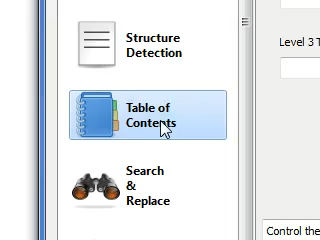 Structure
Detection
Level 3 T
Table of
Contents
Search
&
Replace
Control the